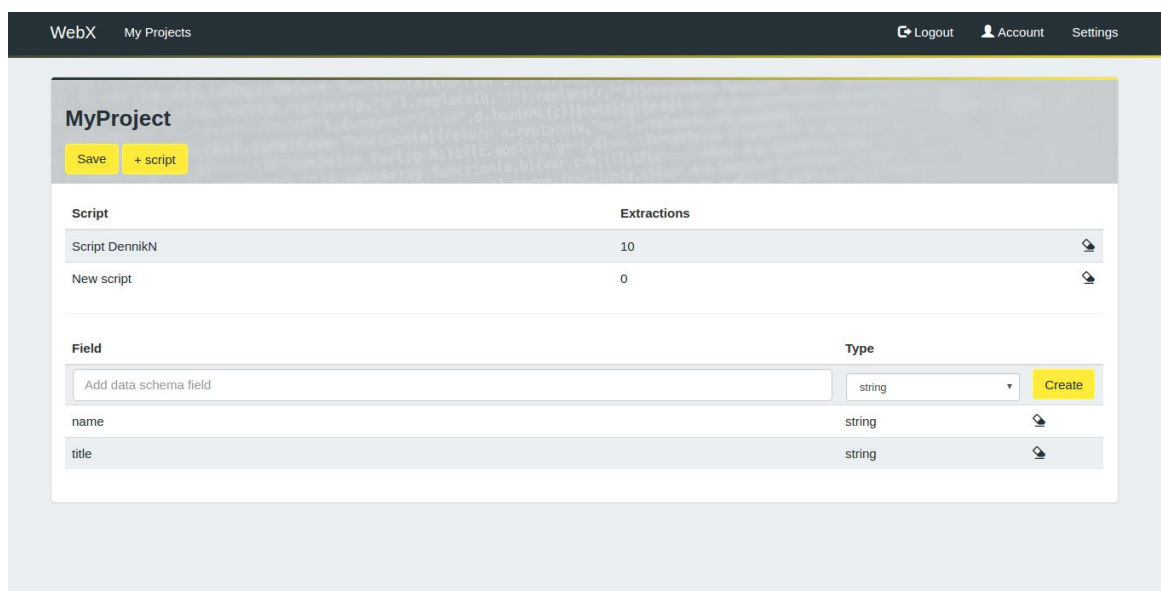 WebX My Projects Logout Account Settings
MyProject
Save + script
Script Extractions
Script DennikN 10
New script 0
Field Type
Add data schema field string Create
name string
title string